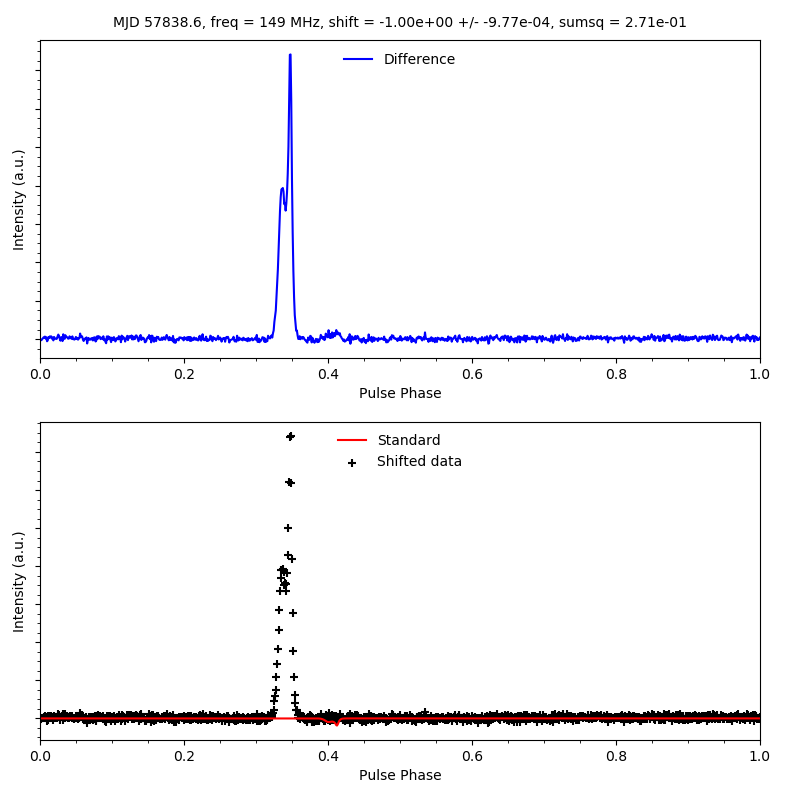 MJD 57838.6, freq = 149 MHz, shift = -1.00e+00 +/- -9.77e-04, sumsq = 2.71e-01
Difference
Intensity (a.u.)
0.0 0.2 0.4 0.6 0.8 1.0
Pulse Phase
Standard
Shifted data
Intensity (a.u.)
0.0 0.2 0.4 0.6 0.8 1.0
Pulse Phase